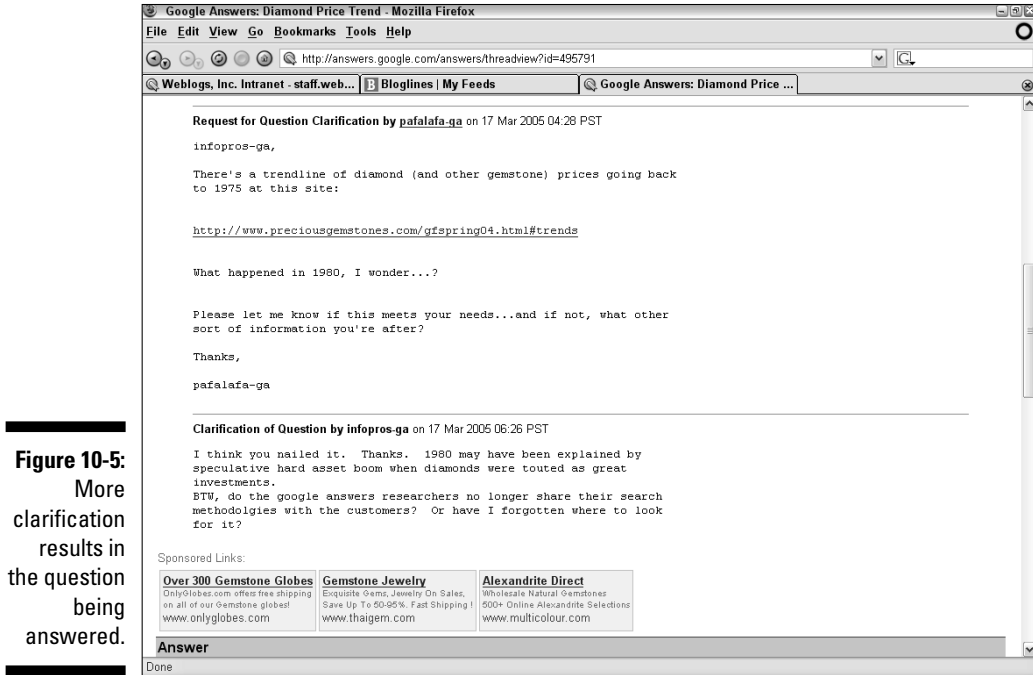 Google Answers: Diamond Price Trend - Mozilla Firefox
File Edit View Go Bookmarks Tools Help
http://answers.google.com/answers/threadview?id=495791
G.
Weblogs, Inc. Intranet - staff.web... B Bloglines | My Feeds Google Answers: Diamond Price ...
Request for Question Clarification by pafalafa-ga on 17 Mar 2005 04:28 PST
infopros-ga,
There's a trendline of diamond (and other gemstone) prices going back
to 1975 at this site:
http://www.preciousgemstones.com/gfspring04.html#trends
What happened in 1980, I wonder...?
Please let me know if this meets your needs...and if not, what other
sort of information you're after?
Thanks,
pafalafa-ga
Clarification of Question by infopros-ga on 17 Mar 2005 06:26 PST
I think you nailed it. Thanks. 1980 may have been explained by
speculative hard asset boom when diamonds were touted as great
investments.
BTW, do the google answers researchers no longer share their search
methodolgies with the customers? Or have I forgotten where to look
for it?
Sponsored Links:
Over 300 Gemstone Globes
OnlyGlobes.com offers free shipping
on all of our Gemstone globes!
www.onlyglobes.com
Gemstone Jewelry
Exquisite Gems, Jewelry On Sales,
Save Up To 50-95%. Fast Shipping !
www.thaigem.com
Alexandrite Direct
Wholesale Natural Gemstones
500+ Online Alexandrite Selections
www.multicolour.com
Answer
Done
Figure 10-5:
More
clarification
results in
the question
being
answered.